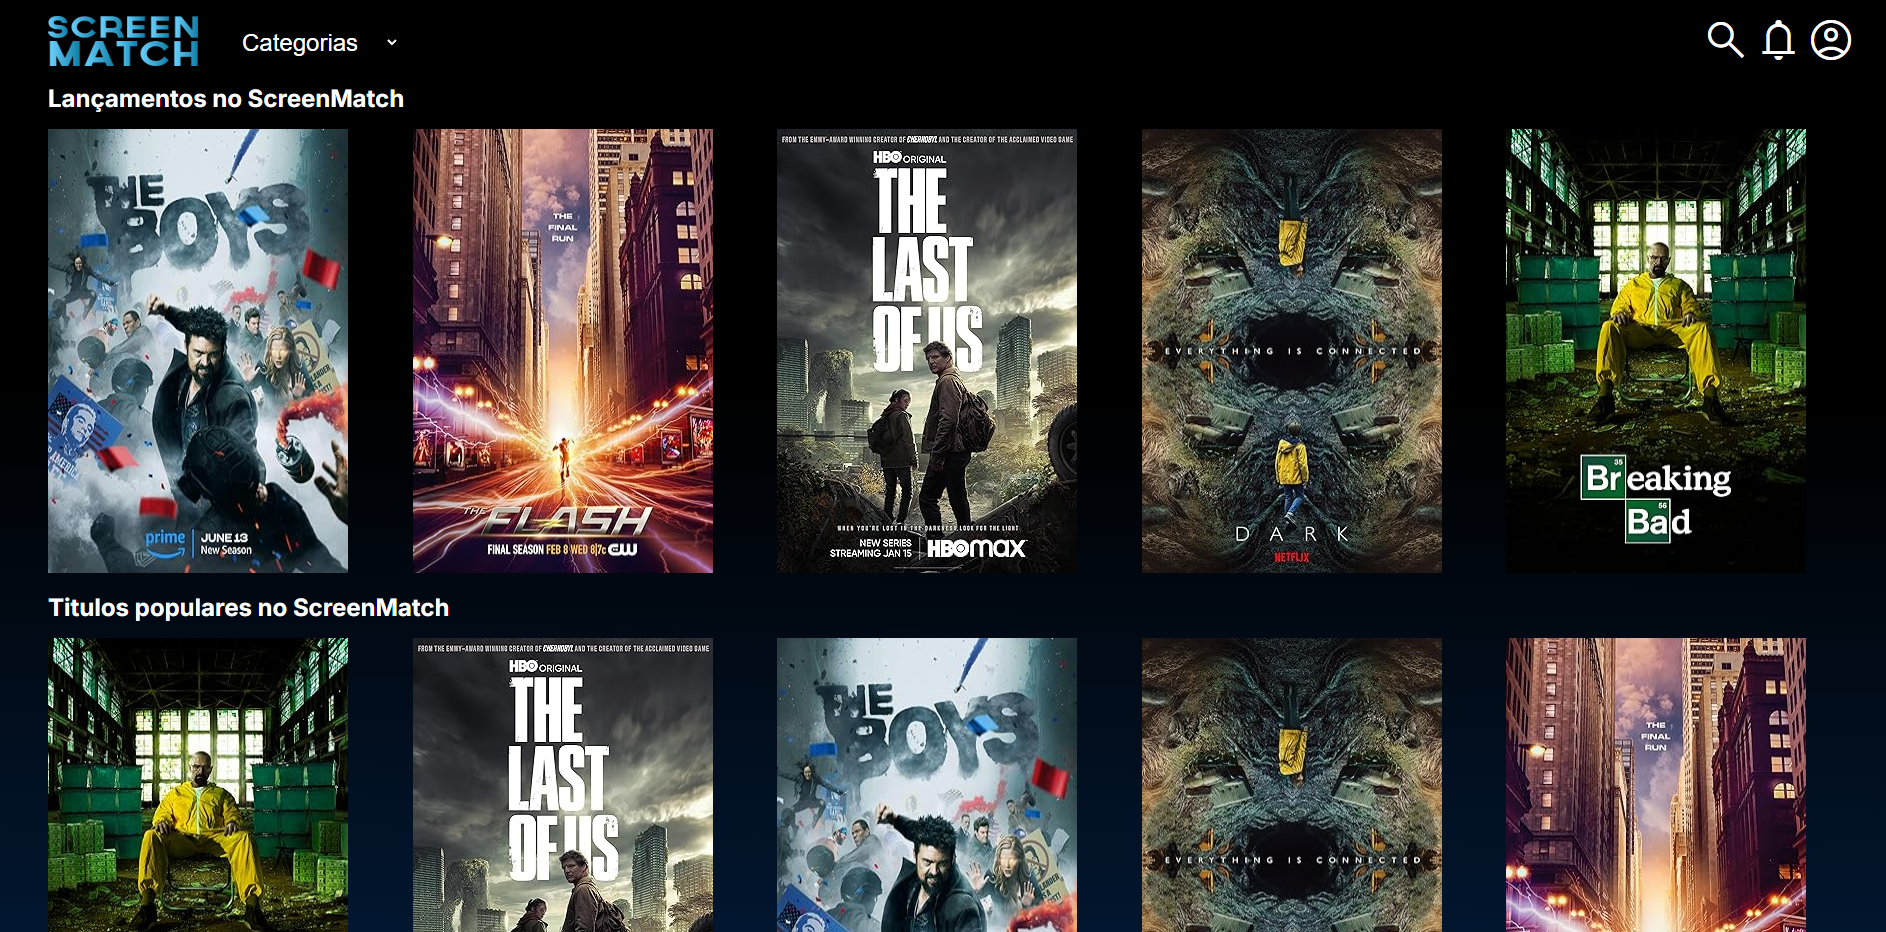 SCREEN
MATCH
Categorias
Lançamentos no ScreenMatch
THE
BOYS
prime
JUNE 13
New Season
THE
FINAL
RUN
THE FLASH
FINAL SEASON FEB 8 WED 8|7c CW
FROM THE EMMY-AWARD WINNING CREATOR OF CHERNOBYL AND THE CREATOR OF THE ACCLAIMED VIDEO GAME
HBO ORIGINAL
THE
LAST
OF US
WHEN YOU'RE LOST IN THE DARKNESS, LOOK FOR THE LIGHT
NEW SERIES
STREAMING JAN 15
HBOMAX
EVERYTHING IS CONNECTED
DARK
NETFLIX
35
Breaking
56
Bad
Titulos populares no ScreenMatch
FROM THE EMMY-AWARD WINNING CREATOR OF CHERNOBYL AND THE CREATOR OF THE ACCLAIMED VIDEO GAME
HBO ORIGINAL
THE
LAST
OF US
THE
BOYS
EVERYTHING IS CONNECTED
THE
FINAL
RUN